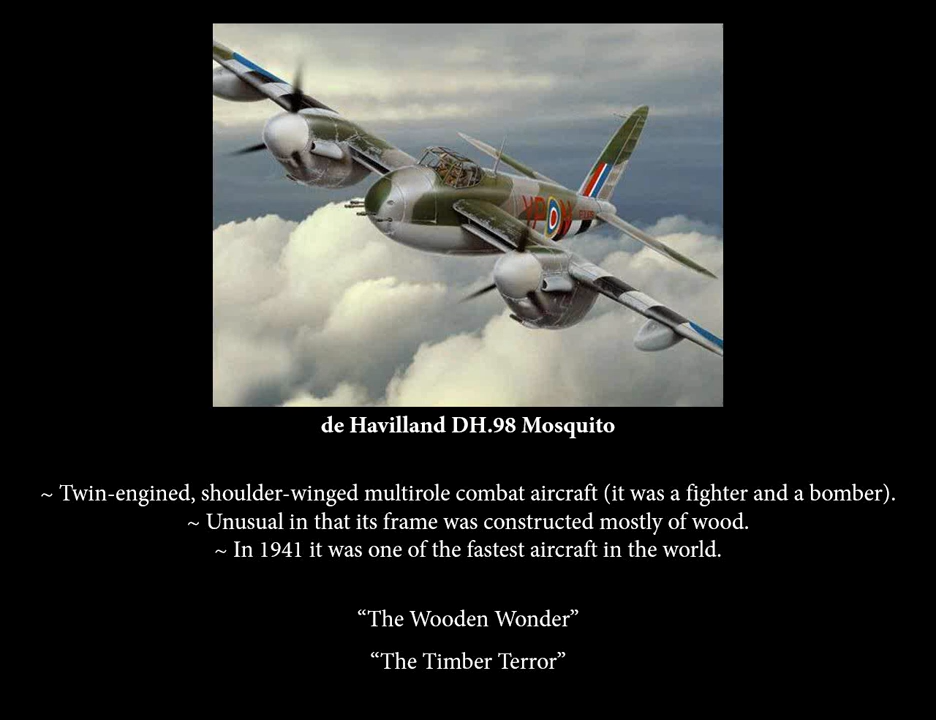 YP
de Havilland DH.98 Mosquito
~ Twin-engined, shoulder-winged multirole combat aircraft (it was a fighter and a bomber).
~ Unusual in that its frame was constructed mostly of wood.
~ In 1941 it was one of the fastest aircraft in the world.
“The Wooden Wonder”
“The Timber Terror”